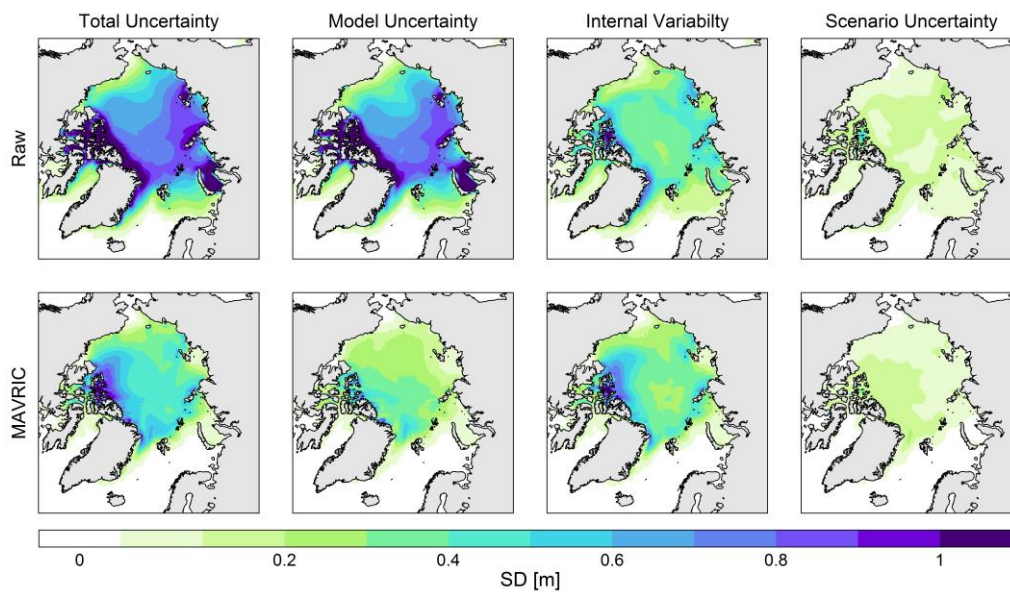 Total Uncertainty Model Uncertainty Internal Variabilty Scenario Uncertainty
Raw
MAVRIC
0 0.2 0.4 0.6 0.8 1
SD [m]